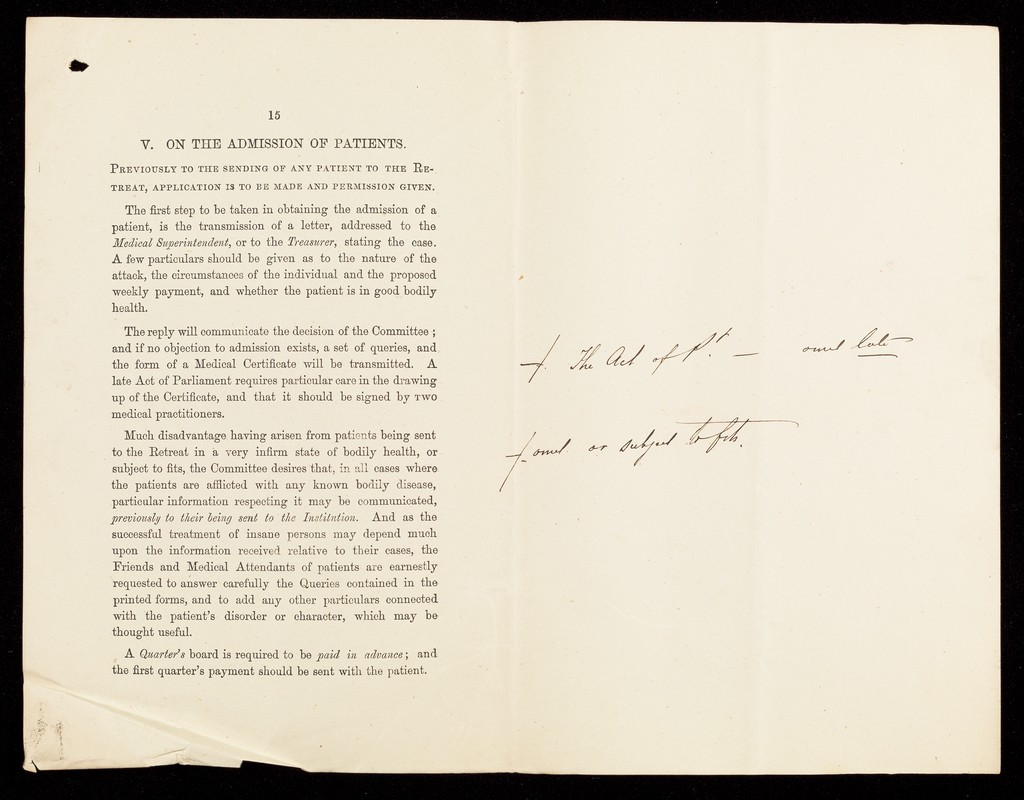 15
V. ON THE ADMISSION OF PATIENTS.
PREVIOUSLY TO THE SENDING OF ANY PATIENT TO THE RE-
TREAT, APPLICATION IS TO BE MADE AND PERMISSION GIVEN.
The first step to be taken in obtaining the admission of a
patient, is the transmission of a letter, addressed to the
Medical Superintendent, or to the Treasurer, stating the case.
A few particulars should be given as to the nature of the
attack, the circumstances of the individual and the proposed
weekly payment, and whether the patient is in good bodily
health.
The reply will communicate the decision of the Committee ;
and if no objection to admission exists, a set of queries, and
the form of a Medical Certificate will be transmitted. A
late Act of Parliament requires particular care in the drawing
up of the Certificate, and that it should be signed by TWO
medical practitioners.
Much disadvantage having arisen from patients being sent
to the Retreat in a very infirm state of bodily health, or
subject to fits, the Committee desires that, in all cases where
the patients are afflicted with any known bodily disease,
particular information respecting it may be communicated,
previously to their being sent to the Institution. And as the
successful treatment of insane persons may depend much
upon the information received relative to their cases, the
Friends and Medical Attendants of patients are earnestly
requested to answer carefully the Queries contained in the
printed forms, and to add any other particulars connected
with the patient's disorder or character, which may be
thought useful.
A Quarter's board is required to be paid in advance; and
the first quarter's payment should be sent with the patient.
The Act of Pt. — omit late
omit or subject to fits.